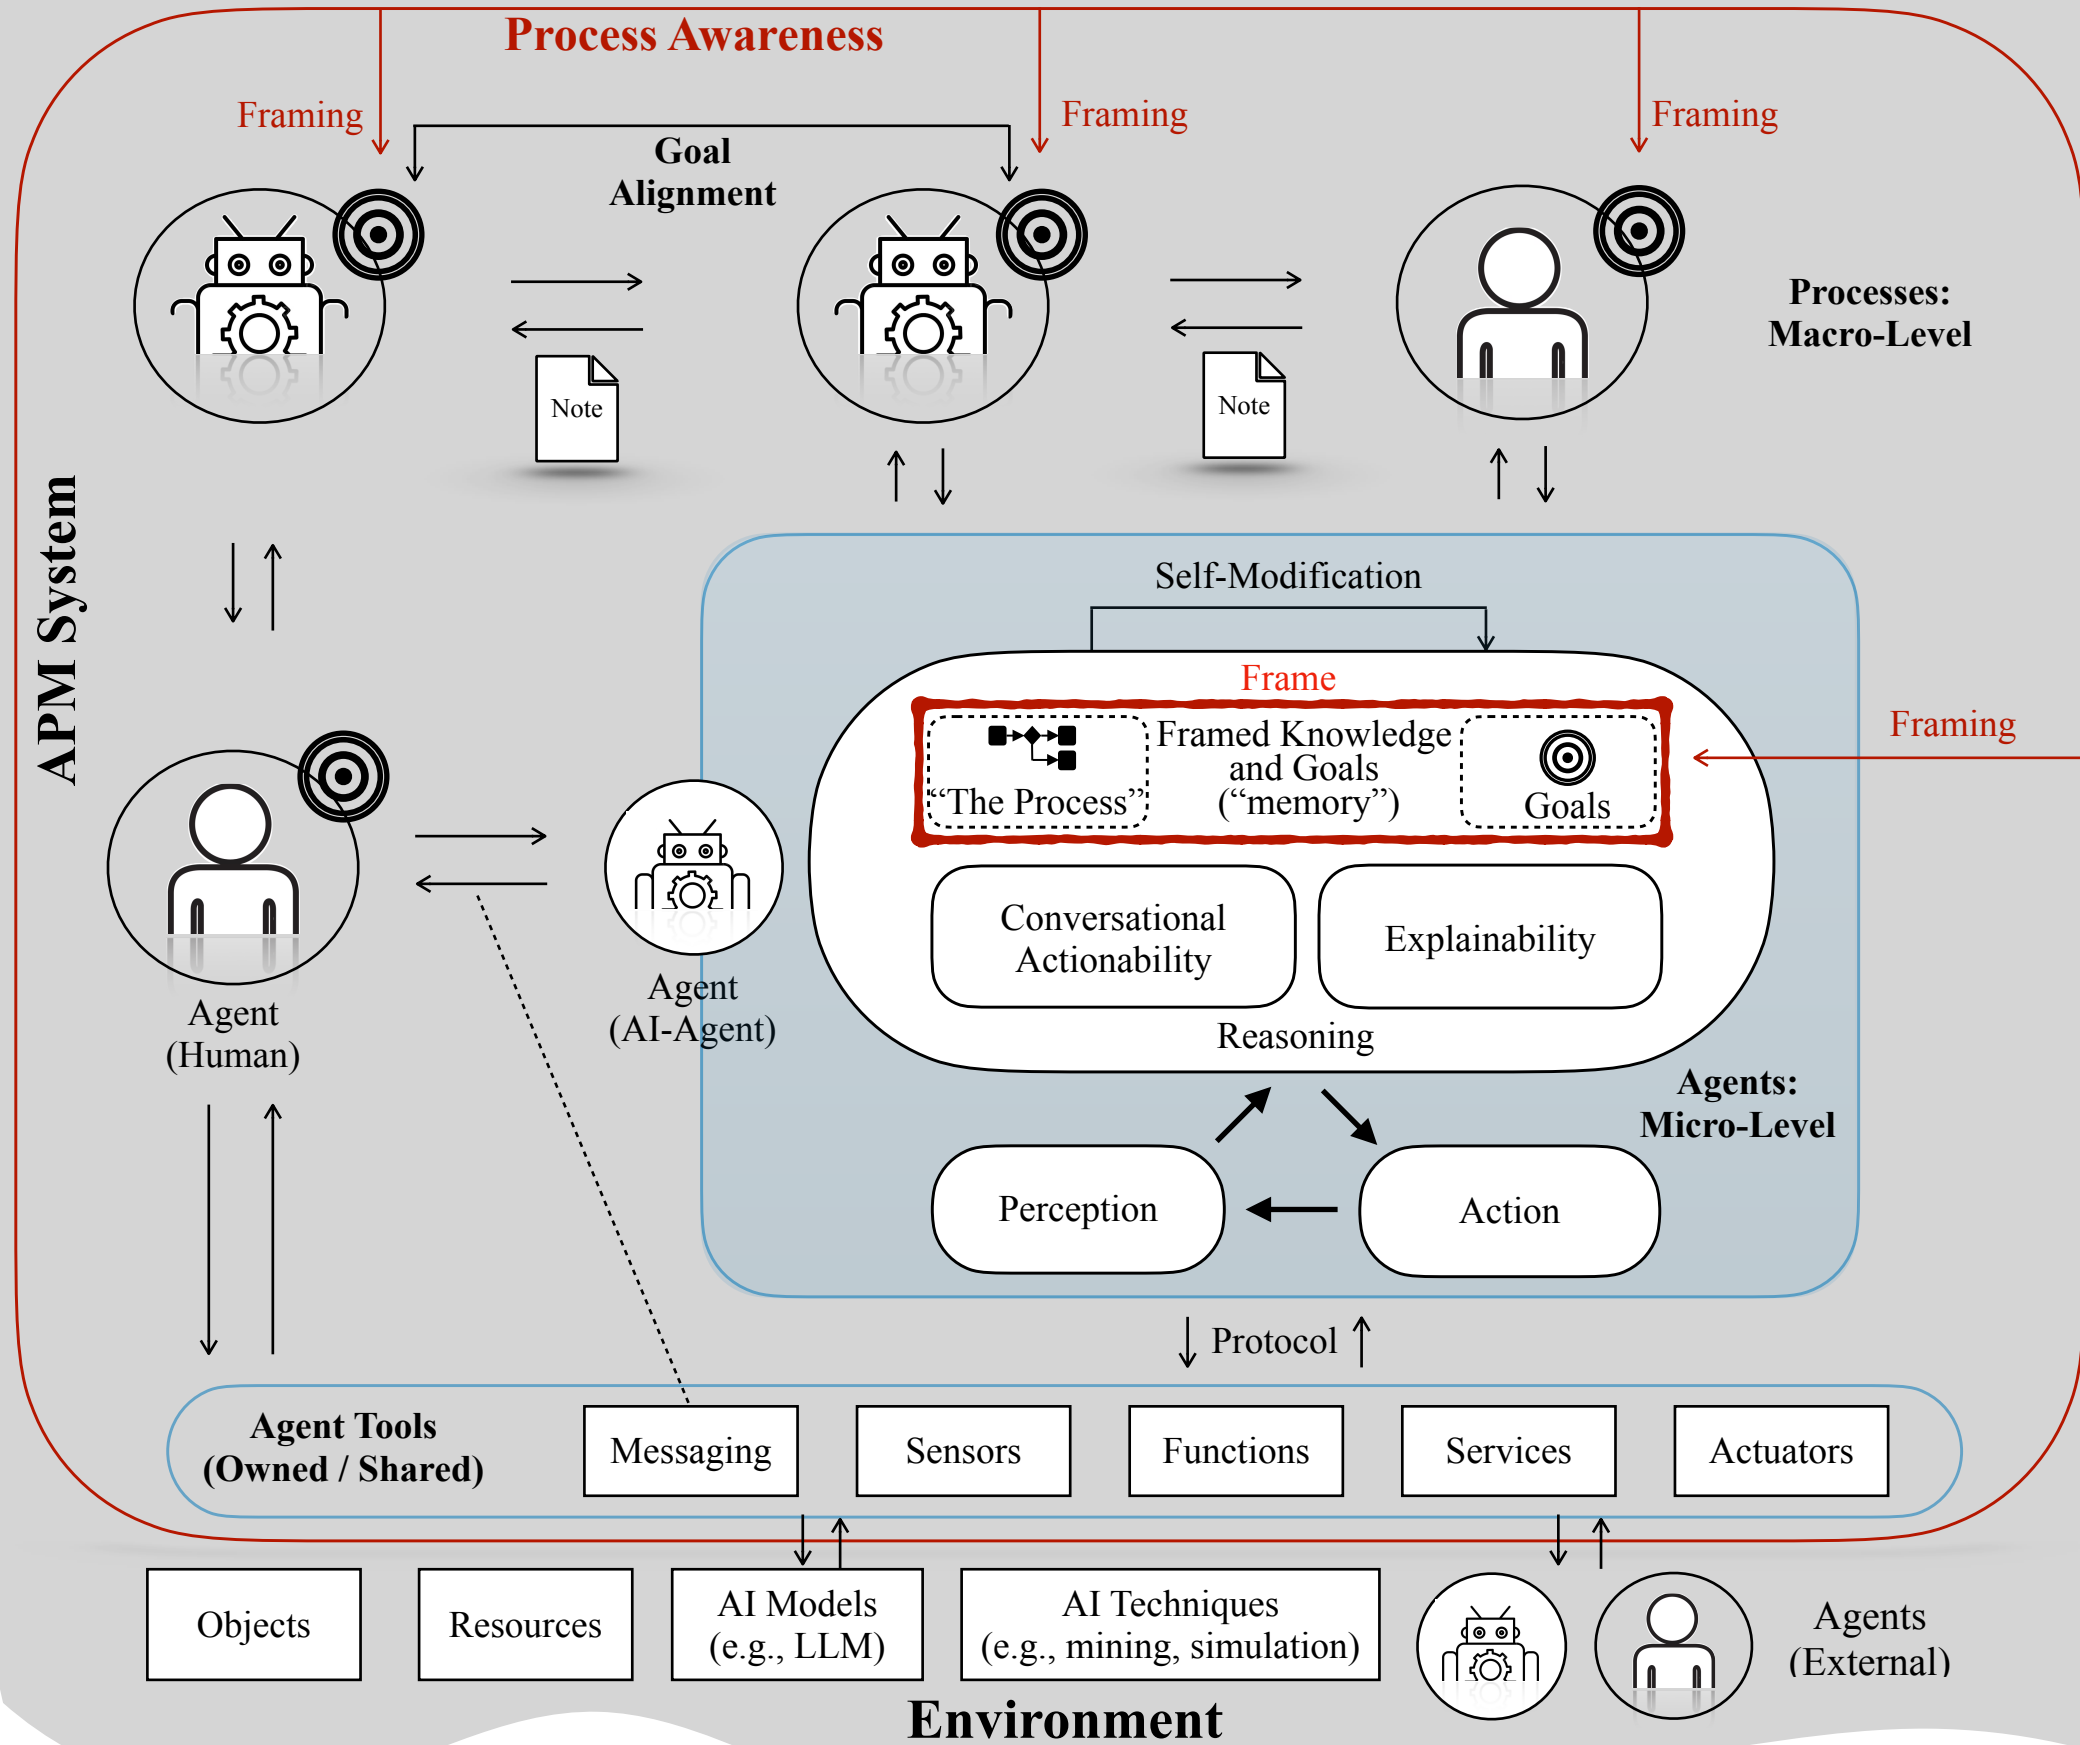 Process Awareness
Framing
Framing
Framing
Goal
Alignment
Processes:
Macro-Level
Note
Note
APM System
Self-Modification
Frame
“The Process”
Framed Knowledge
and Goals
(“memory”)
Goals
Framing
Conversational
Actionability
Explainability
Reasoning
Agent
(Human)
Agent
(AI-Agent)
Agents:
Micro-Level
Perception
Action
Protocol
Agent Tools
(Owned / Shared)
Messaging
Sensors
Functions
Services
Actuators
Objects
Resources
AI Models
(e.g., LLM)
AI Techniques
(e.g., mining, simulation)
Agents
(External)
Environment